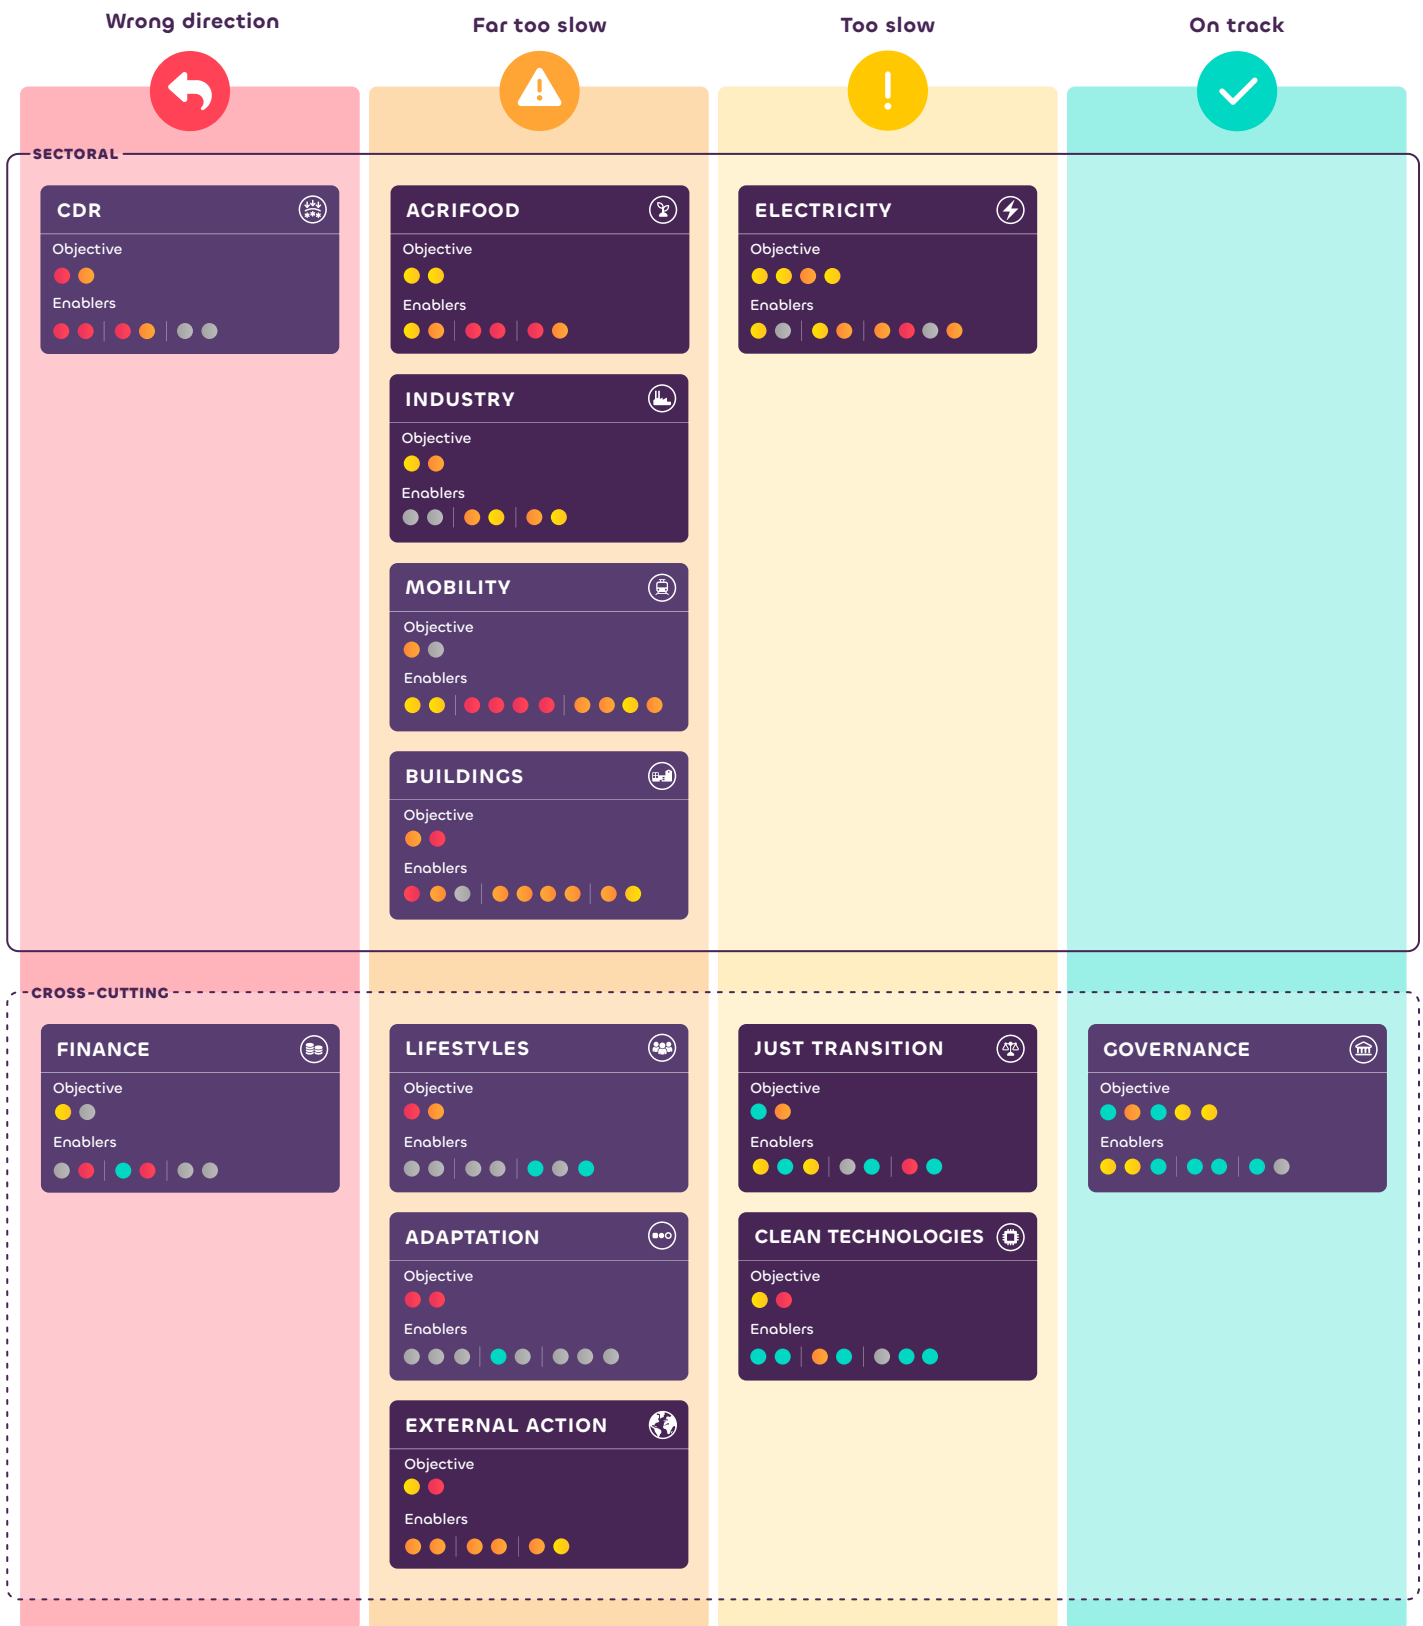 Wrong direction
Far too slow
Too slow
On track
SECTORAL
CDR
Objective
Enablers
AGRIFOOD
Objective
Enablers
ELECTRICITY
Objective
Enablers
INDUSTRY
Objective
Enablers
MOBILITY
Objective
Enablers
BUILDINGS
Objective
Enablers
CROSS-CUTTING
FINANCE
Objective
Enablers
LIFESTYLES
Objective
Enablers
JUST TRANSITION
Objective
Enablers
GOVERNANCE
Objective
Enablers
ADAPTATION
Objective
Enablers
CLEAN TECHNOLOGIES
Objective
Enablers
EXTERNAL ACTION
Objective
Enablers